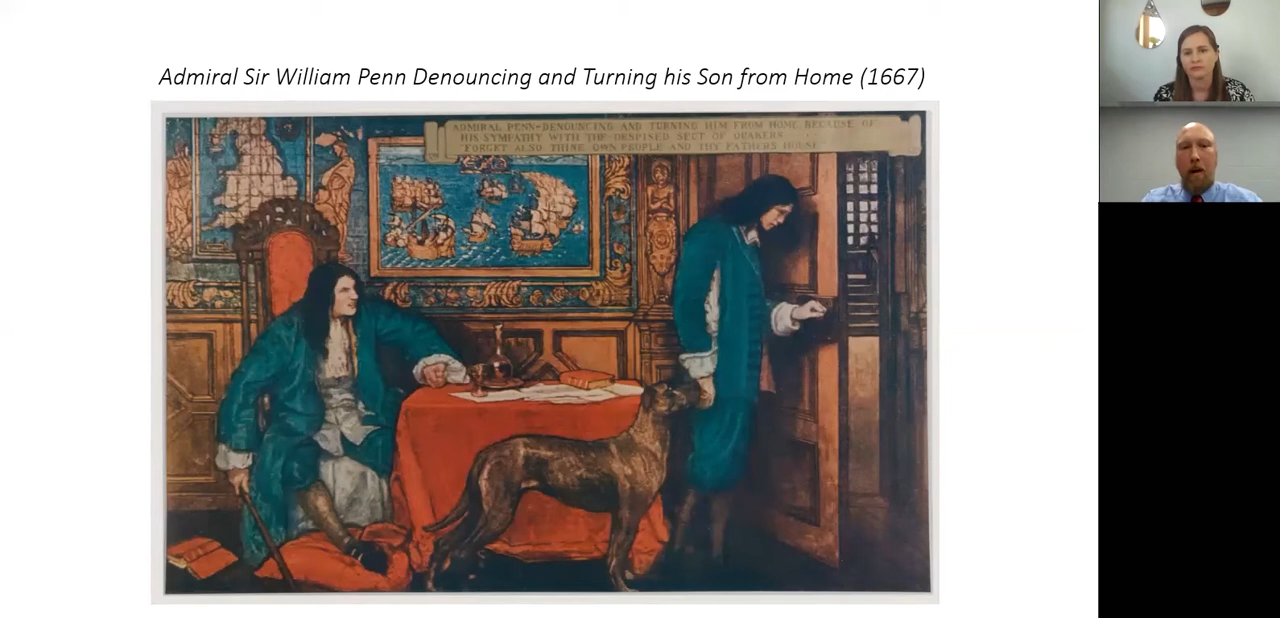 Admiral Sir William Penn Denouncing and Turning his Son from Home (1667)
ADMIRAL PENN·DENOUNCING AND TURNING HIM FROM HOME, BECAUSE OF
HIS SYMPATHY WITH THE DESPISED SECT OF QUAKERS
"FORGET ALSO THINE OWN PEOPLE AND THY FATHERS HOUSE